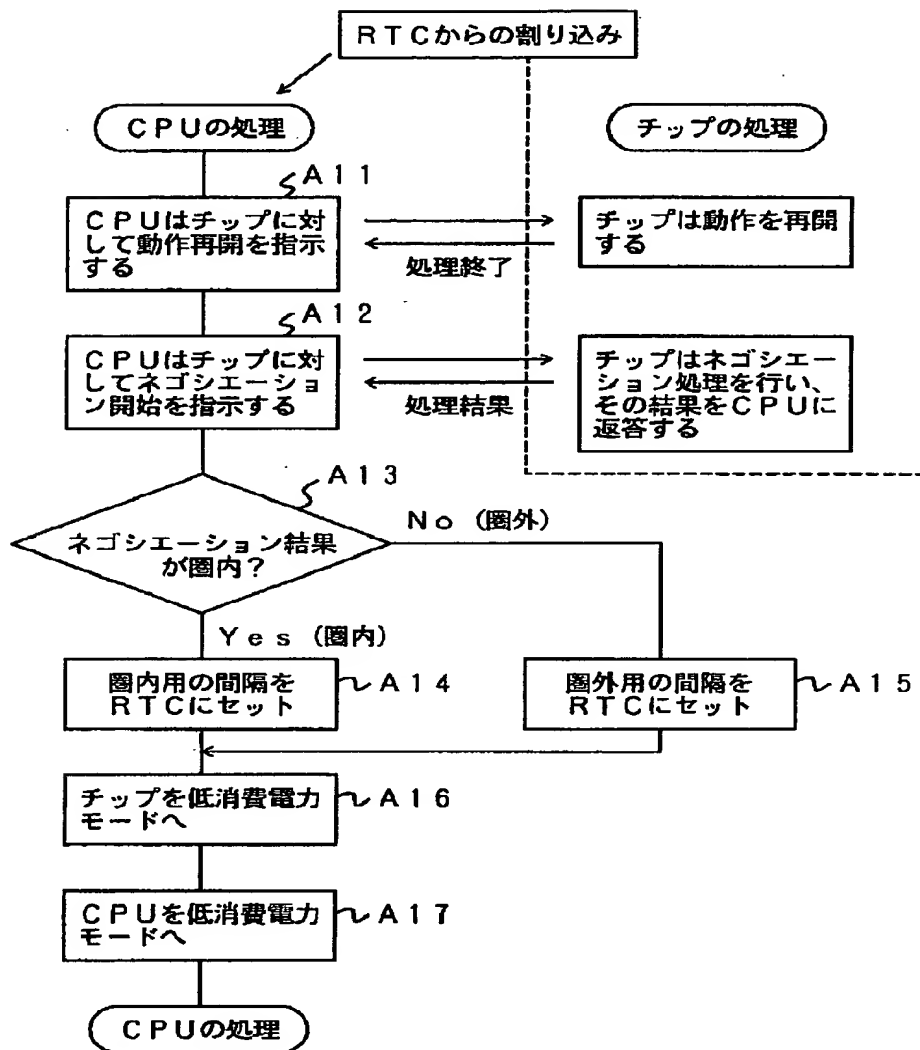 RTCからの割り込み
CPUの処理
チップの処理
A11
CPUはチップに対
して動作再開を指示
する
処理終了
チップは動作を再開
する
A12
CPUはチップに対
してネゴシエーショ
ン開始を指示する
処理結果
チップはネゴシエー
ション処理を行い、
その結果をCPUに
返答する
A13
ネゴシエーション結果
が圏内?
No (圏外)
Yes (圏内)
圏内用の間隔を
RTCにセット
A14
圏外用の間隔を
RTCにセット
A15
チップを低消費電力
モードへ
A16
CPUを低消費電力
モードへ
A17
CPUの処理